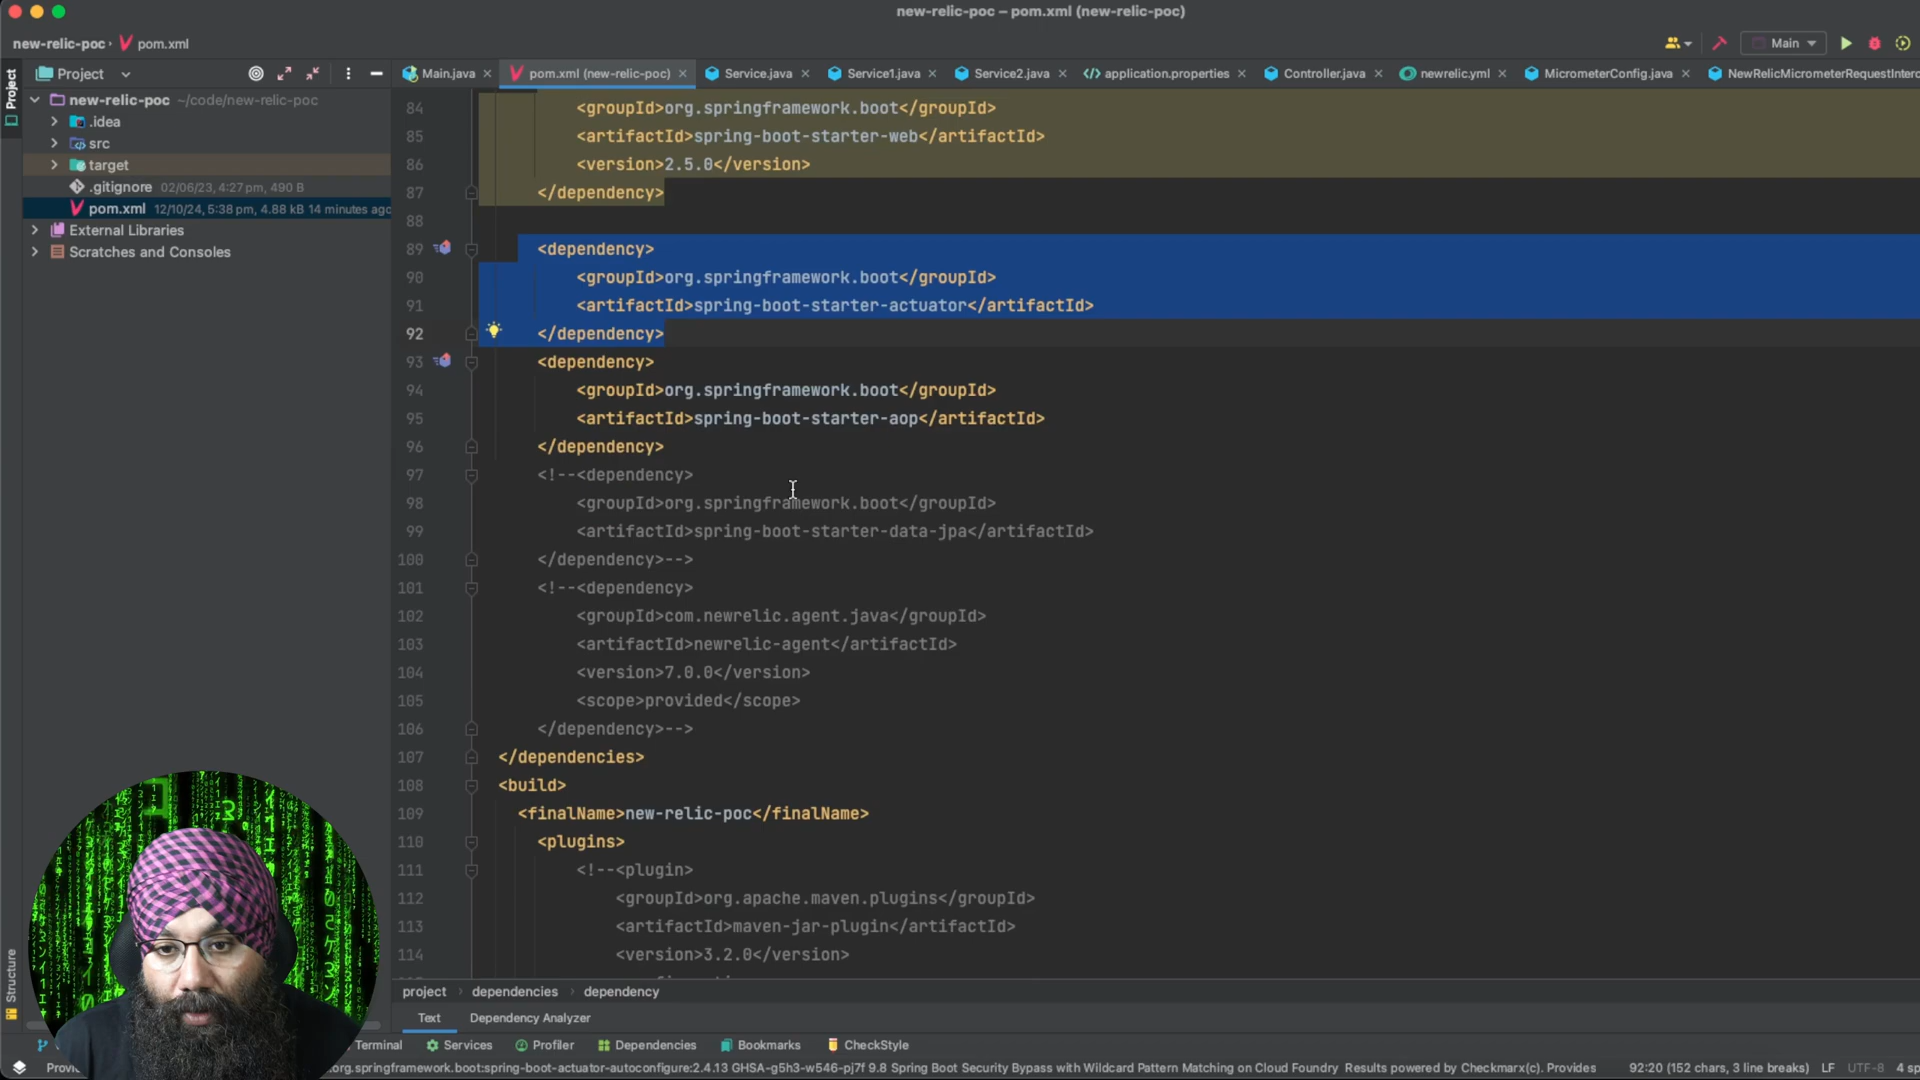 new-relic-poc – pom.xml (new-relic-poc)
new-relic-poc › pom.xml
Main
Project
Project
Main.java
pom.xml (new-relic-poc)
Service.java
Service1.java
Service2.java
application.properties
Controller.java
newrelic.yml
MicrometerConfig.java
NewRelicMicrometerRequestInterc
new-relic-poc ~/code/new-relic-poc
.idea
src
target
.gitignore 02/06/23, 4:27 pm, 490 B
pom.xml 12/10/24, 5:38 pm, 4.88 kB 14 minutes ago
External Libraries
Scratches and Consoles
84 <groupId>org.springframework.boot</groupId>
85 <artifactId>spring-boot-starter-web</artifactId>
86 <version>2.5.0</version>
87 </dependency>
88
89 <dependency>
90 <groupId>org.springframework.boot</groupId>
91 <artifactId>spring-boot-starter-actuator</artifactId>
92 </dependency>
93 <dependency>
94 <groupId>org.springframework.boot</groupId>
95 <artifactId>spring-boot-starter-aop</artifactId>
96 </dependency>
97 <!--<dependency>
98 <groupId>org.springframework.boot</groupId>
99 <artifactId>spring-boot-starter-data-jpa</artifactId>
100 </dependency>-->
101 <!--<dependency>
102 <groupId>com.newrelic.agent.java</groupId>
103 <artifactId>newrelic-agent</artifactId>
104 <version>7.0.0</version>
105 <scope>provided</scope>
106 </dependency>-->
107 </dependencies>
108 <build>
109 <finalName>new-relic-poc</finalName>
110 <plugins>
111 <!--<plugin>
112 <groupId>org.apache.maven.plugins</groupId>
113 <artifactId>maven-jar-plugin</artifactId>
114 <version>3.2.0</version>
Structure
project › dependencies › dependency
Text
Dependency Analyzer
Terminal
Services
Profiler
Dependencies
Bookmarks
CheckStyle
org.springframework.boot:spring-boot-actuator-autoconfigure:2.4.13 GHSA-g5h3-w546-pj7f 9.8 Spring Boot Security Bypass with Wildcard Pattern Matching on Cloud Foundry Results powered by Checkmarx(c). Provides
92:20 (152 chars, 3 line breaks)
LF
UTF-8
4 sp